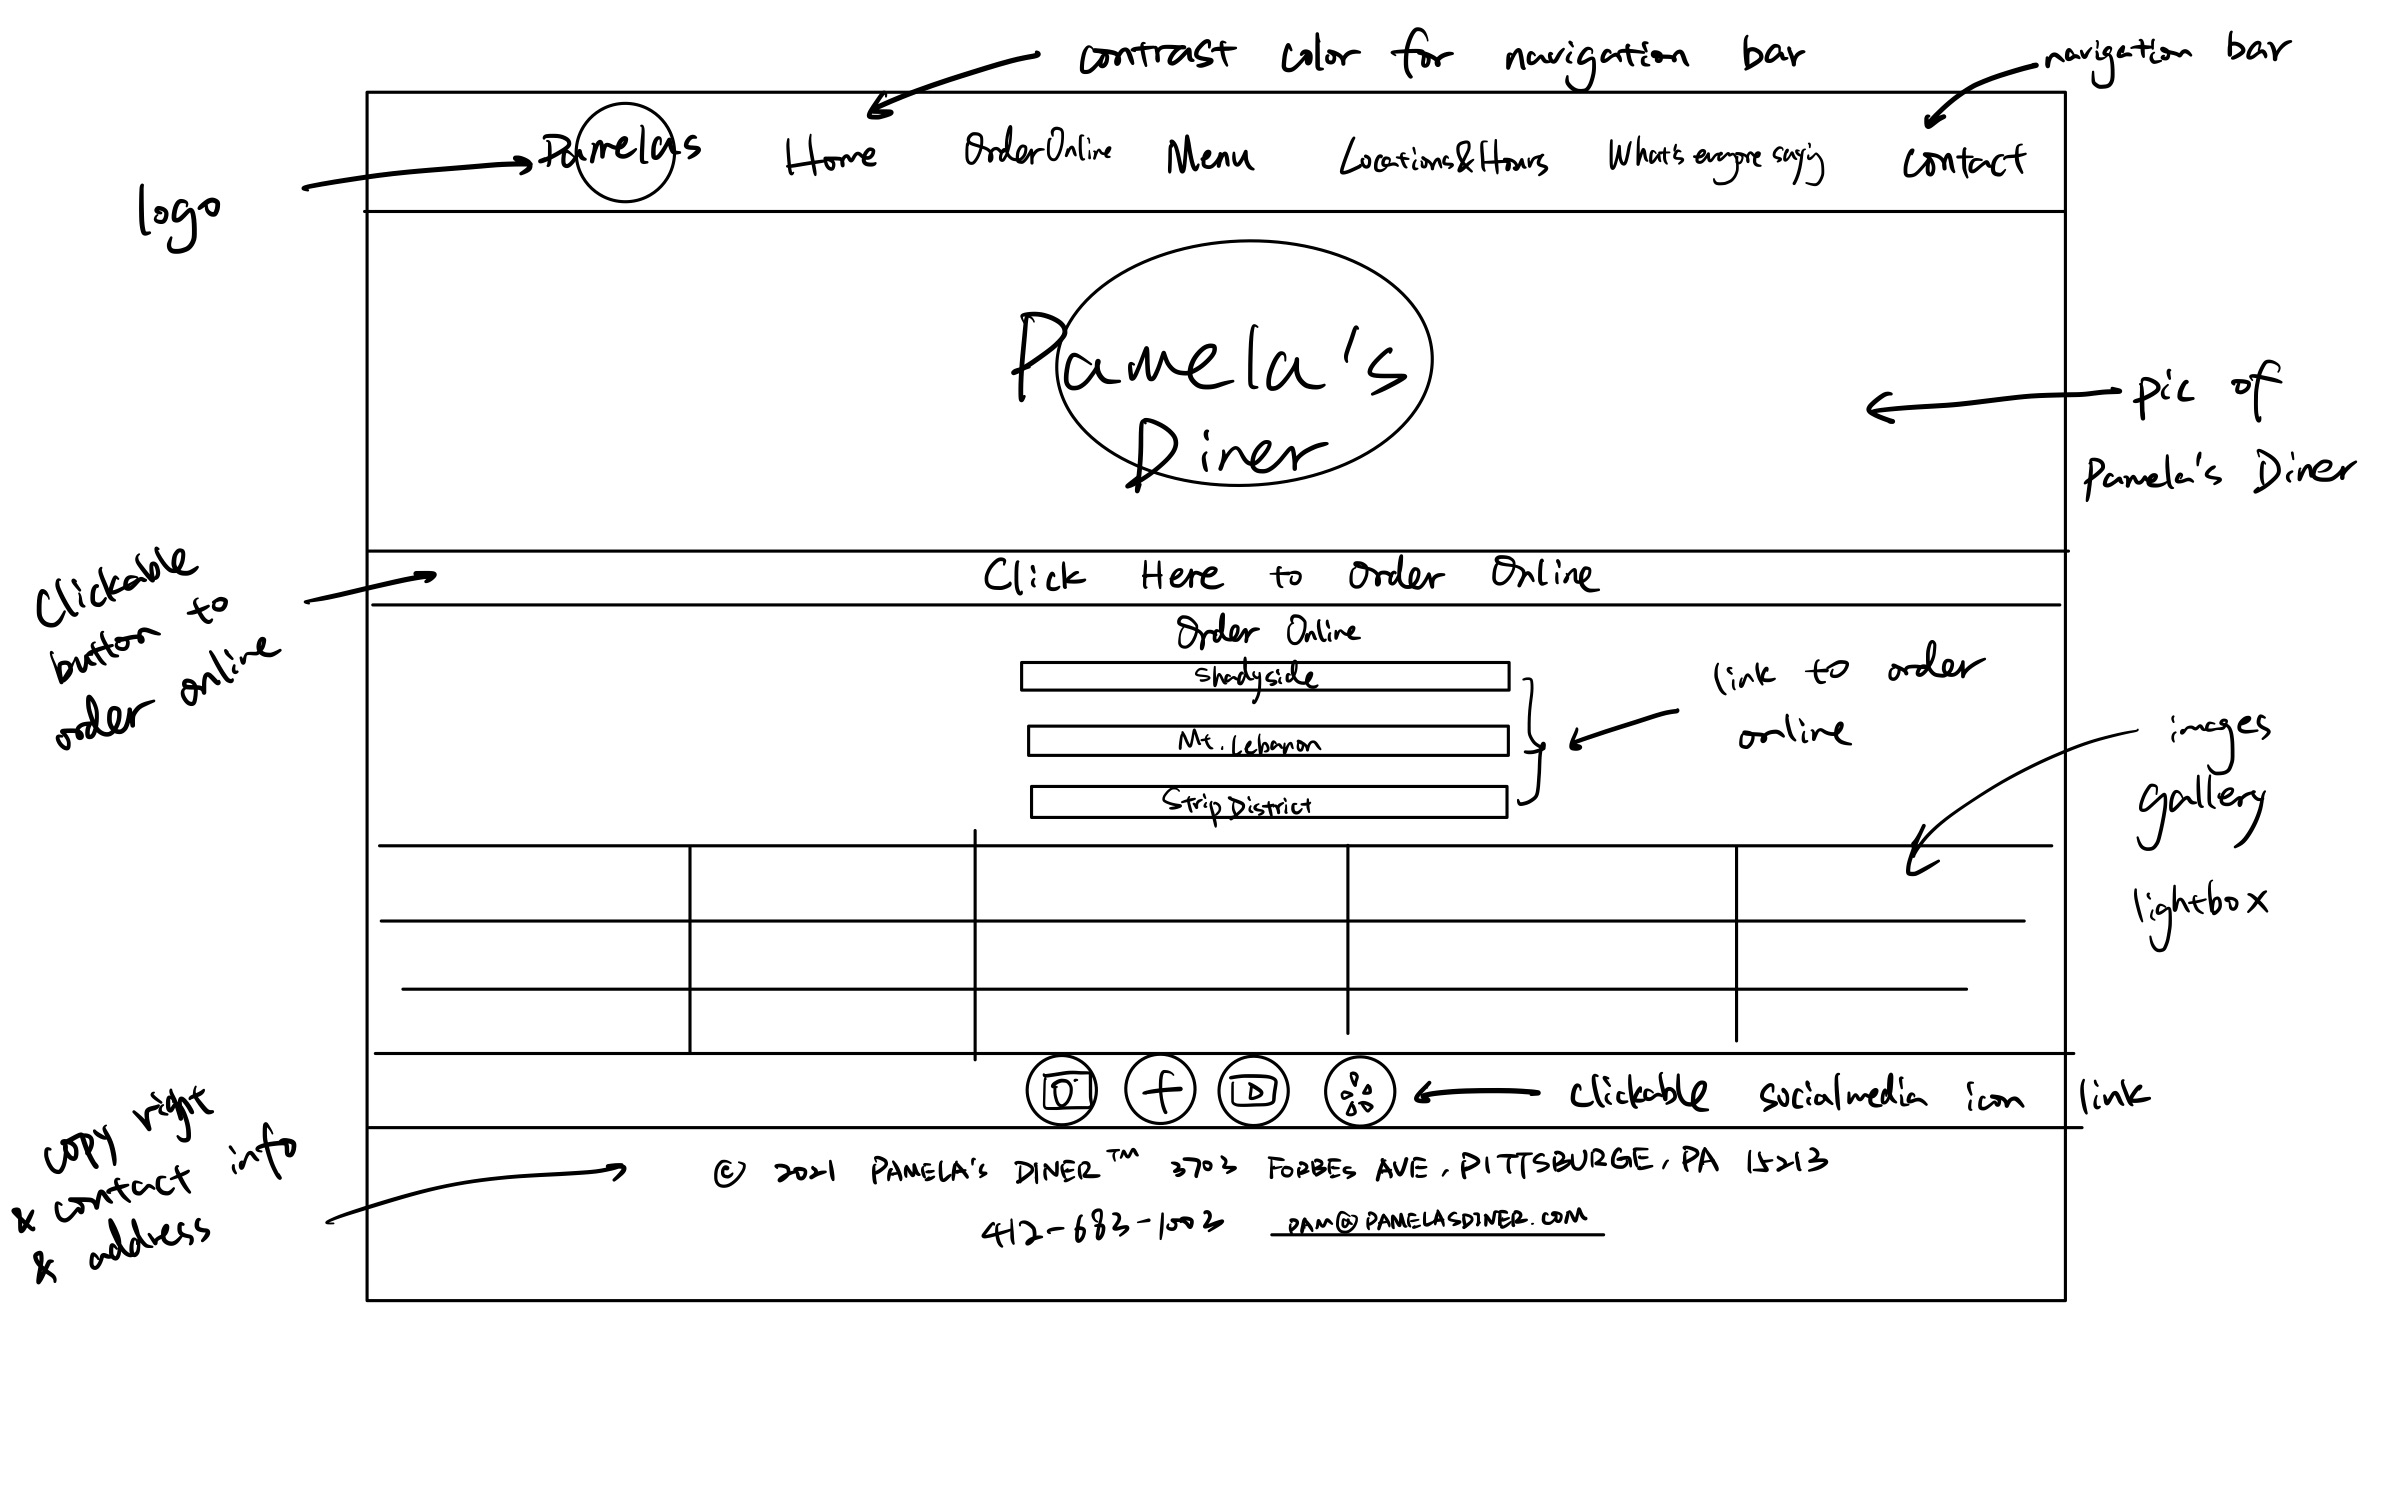 contrast color for navigation bar
navigation bar
logo
Pamelas Home Order Online Menu Locations&Hours What's everyone saying contact
Pamela's
Diner
pic of
Pamela's Diner
Clickable
button to
order online
Click Here to Order Online
Order Online
Shadyside
Mt. Lebanon
Strip District
link to order
online
images
gallery
lightbox
clickable socialmedia icon link
copy right
& contact info
& address
© 2021 PAMELA'S DINER™ 3703 FORBES AVE, PITTSBURGE, PA 15213
412-683-1003 PAM@PAMELASDINER.COM